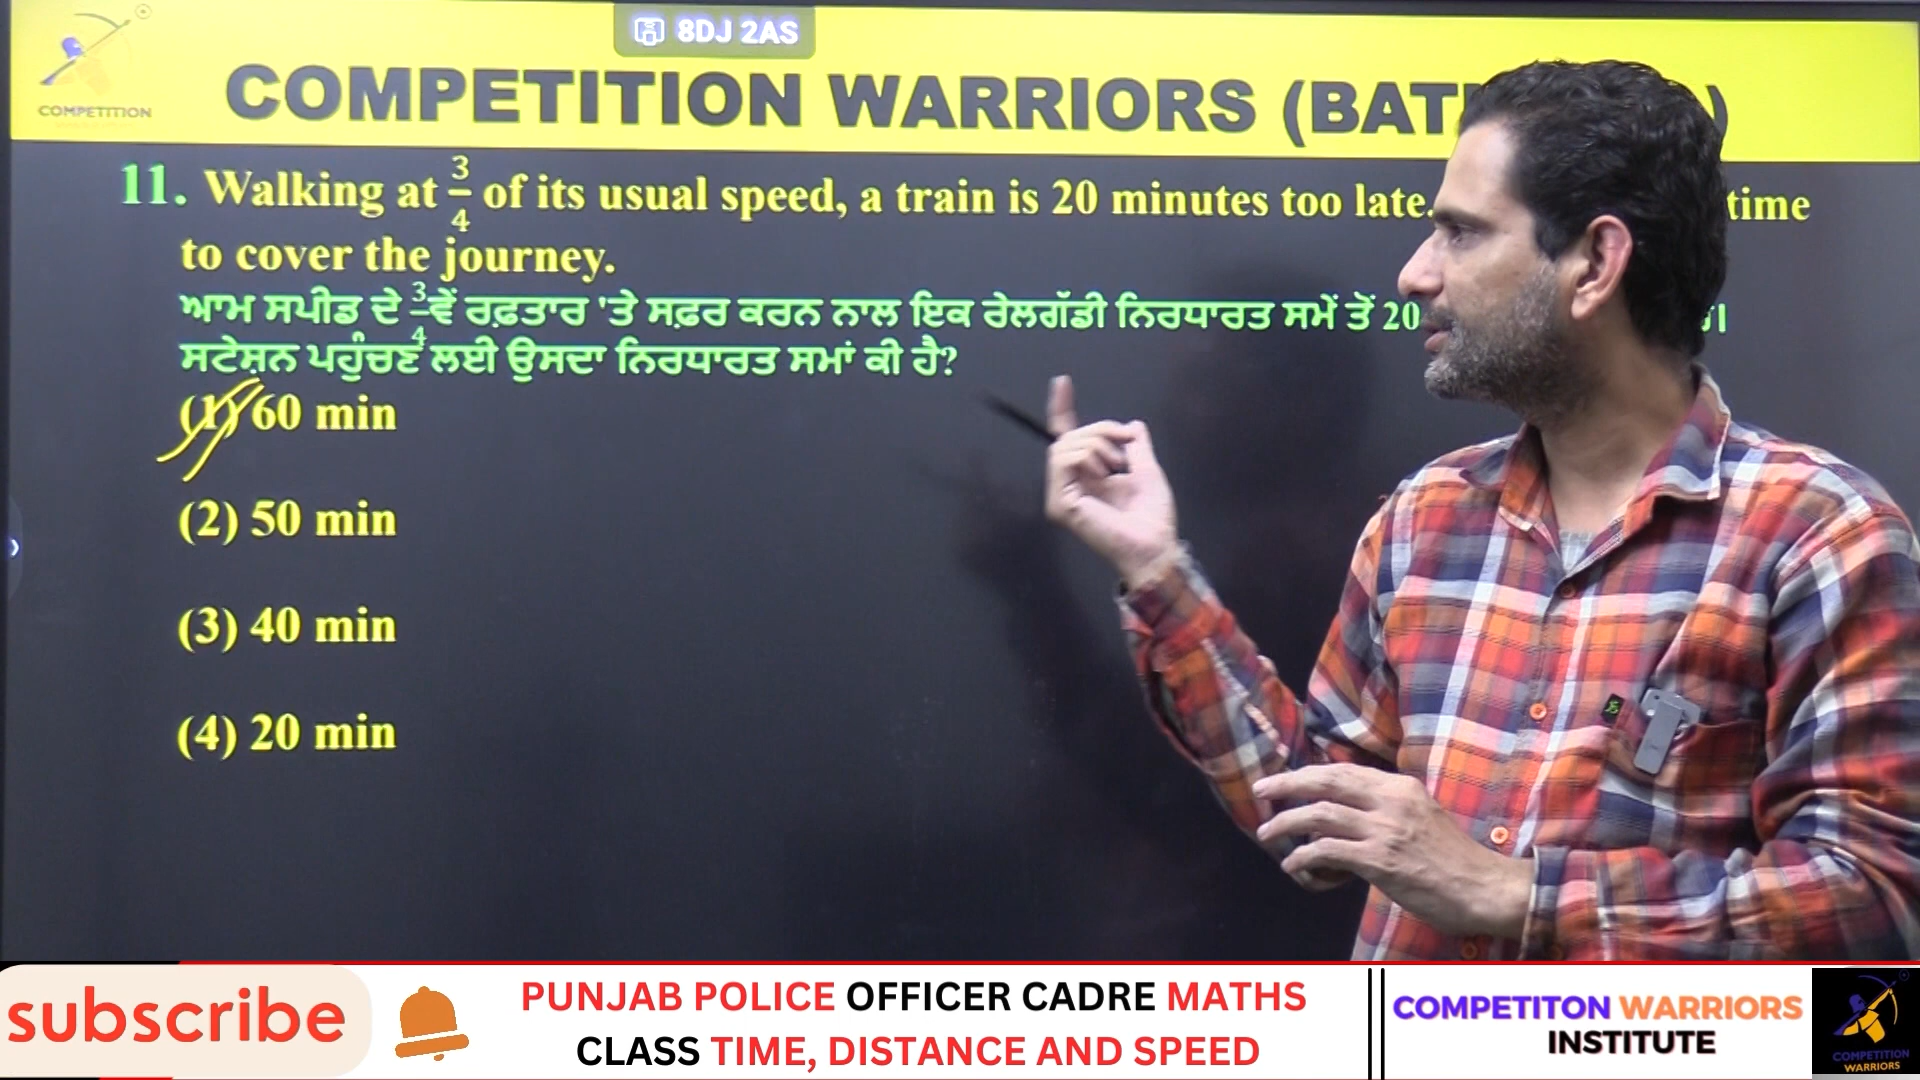 8DJ 2AS
COMPETITION
COMPETITION WARRIORS (BAT )
11. Walking at 3/4 of its usual speed, a train is 20 minutes too late. time
to cover the journey.
ਆਮ ਸਪੀਡ ਦੇ 3/4ਵੇਂ ਰਫ਼ਤਾਰ 'ਤੇ ਸਫ਼ਰ ਕਰਨ ਨਾਲ ਇਕ ਰੇਲਗੱਡੀ ਨਿਰਧਾਰਤ ਸਮੇਂ ਤੋਂ 20
ਸਟੇਸ਼ਨ ਪਹੁੰਚਣ ਲਈ ਉਸਦਾ ਨਿਰਧਾਰਤ ਸਮਾਂ ਕੀ ਹੈ?
(1) 60 min
(2) 50 min
(3) 40 min
(4) 20 min
subscribe
PUNJAB POLICE OFFICER CADRE MATHS
CLASS TIME, DISTANCE AND SPEED
COMPETITON WARRIORS
INSTITUTE
COMPETITION
WARRIORS